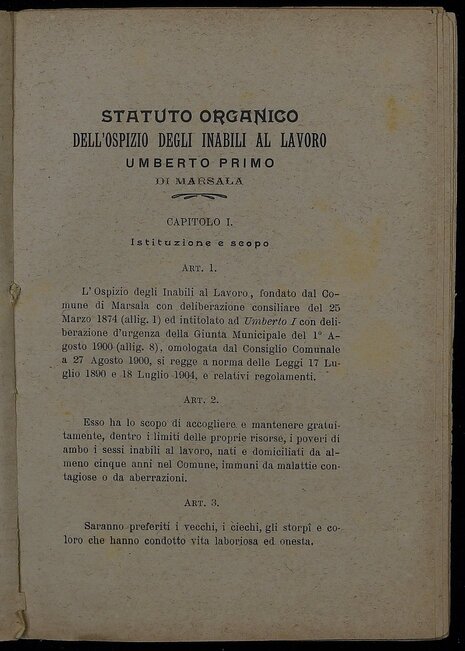 STATUTO ORGANICO
DELL'OSPIZIO DEGLI INABILI AL LAVORO
UMBERTO PRIMO
DI MARSALA
CAPITOLO I.
Istituzione e scopo
ART. 1.
L'Ospizio degli Inabili al Lavoro, fondato dal Co-
mune di Marsala con deliberazione consiliare del 25
Marzo 1874 (allig. 1) ed intitolato ad Umberto I con deli-
berazione d'urgenza della Giunta Municipale del 1° A-
gosto 1900 (allig. 8), omologata dal Consiglio Comunale
a 27 Agosto 1900, si regge a norma delle Leggi 17 Lu-
glio 1890 e 18 Luglio 1904, e relativi regolamenti.
ART. 2.
Esso ha lo scopo di accogliere e mantenere gratui-
tamente, dentro i limiti delle proprie risorse, i poveri di
ambo i sessi inabili al lavoro, nati e domiciliati da al-
meno cinque anni nel Comune, immuni da malattie con-
tagiose o da aberrazioni.
ART. 3.
Saranno preferiti i vecchi, i ciechi, gli storpî e co-
loro che hanno condotto vita laboriosa ed onesta.